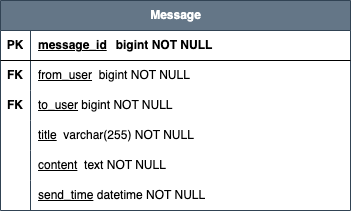 Message
PK message_id bigint NOT NULL
FK from_user bigint NOT NULL
FK to_user bigint NOT NULL
title varchar(255) NOT NULL
content text NOT NULL
send_time datetime NOT NULL